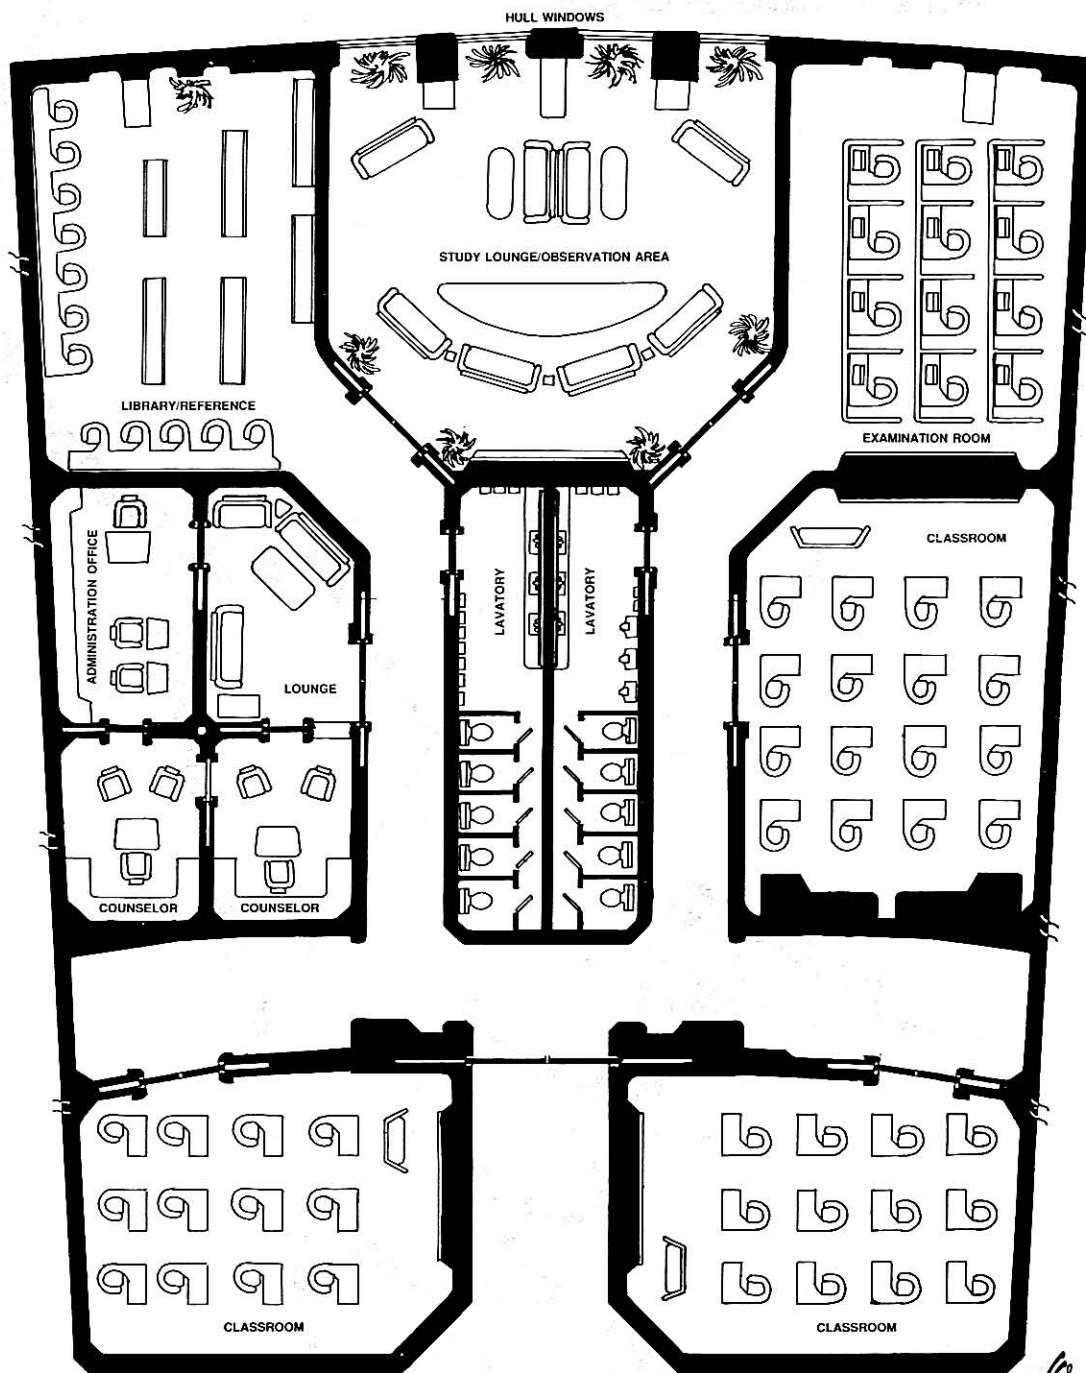 HULL WINDOWS
STUDY LOUNGE/OBSERVATION AREA
LIBRARY/REFERENCE
EXAMINATION ROOM
ADMINISTRATION OFFICE
LOUNGE
LAVATORY
LAVATORY
CLASSROOM
COUNSELOR
COUNSELOR
CLASSROOM
CLASSROOM